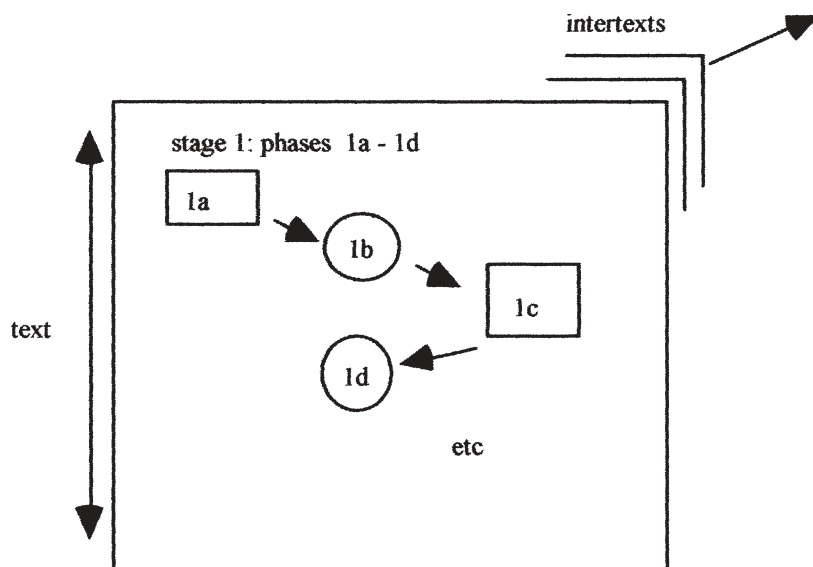 intertexts
stage 1: phases 1a - 1d
1a
1b
1c
text
1d
etc